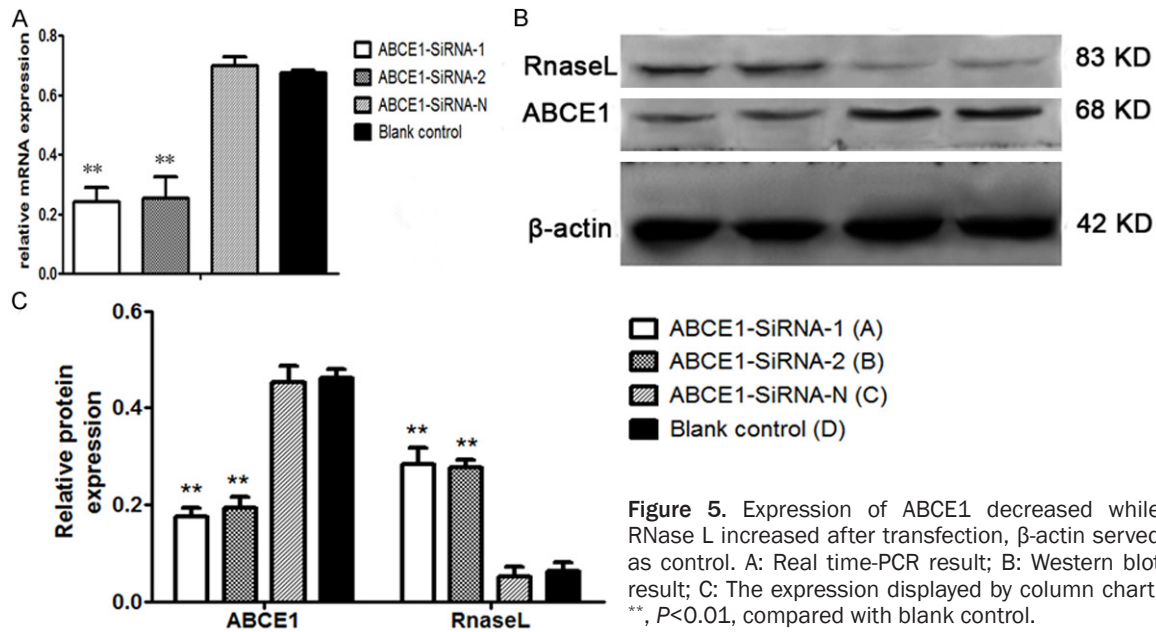 A
relative mRNA expression
0.8
0.6
0.4
0.2
0.0
**
**
ABCE1-SiRNA-1
ABCE1-SiRNA-2
ABCE1-SiRNA-N
Blank control
B
RnaseL
83 KD
ABCE1
68 KD
β-actin
42 KD
C
Relative protein
expression
0.6
0.4
0.2
0.0
**
**
**
**
ABCE1
RnaseL
ABCE1-SiRNA-1 (A)
ABCE1-SiRNA-2 (B)
ABCE1-SiRNA-N (C)
Blank control (D)
Figure 5. Expression of ABCE1 decreased while
RNase L increased after transfection, β-actin served
as control. A: Real time-PCR result; B: Western blot
result; C: The expression displayed by column chart.
**, P<0.01, compared with blank control.